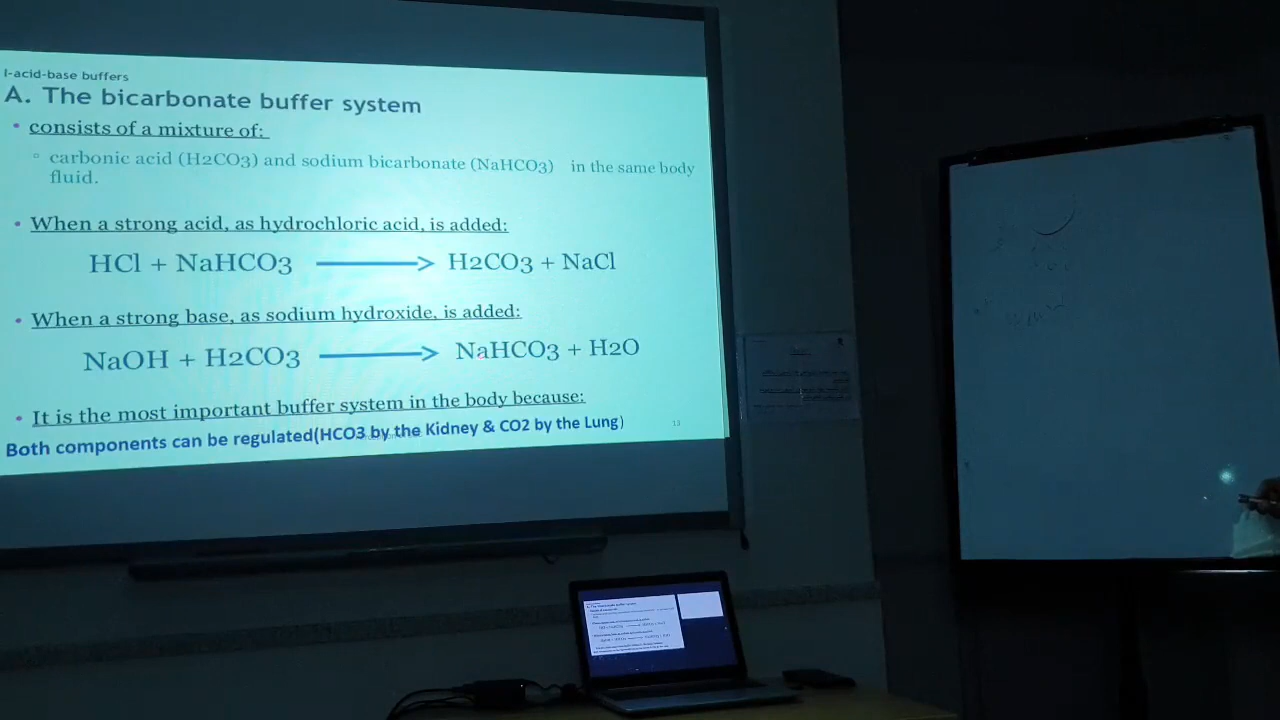 I-acid-base buffers
A. The bicarbonate buffer system
• consists of a mixture of:
▫ carbonic acid (H2CO3) and sodium bicarbonate (NaHCO3) in the same body
fluid.
• When a strong acid, as hydrochloric acid, is added:
HCl + NaHCO3 ⟶ H2CO3 + NaCl
• When a strong base, as sodium hydroxide, is added:
NaOH + H2CO3 ⟶ NaHCO3 + H2O
• It is the most important buffer system in the body because:
Both components can be regulated(HCO3 by the Kidney & CO2 by the Lung)
13